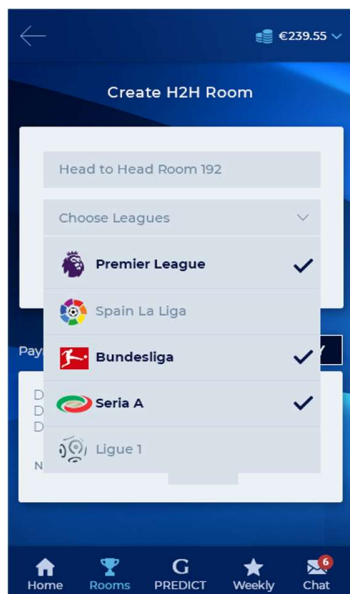 €239.55
Create H2H Room
Head to Head Room 192
Choose Leagues
Premier League
Spain La Liga
Bundesliga
Seria A
Ligue 1
Pay
D
D
D
N
6
Home Rooms G PREDICT Weekly Chat